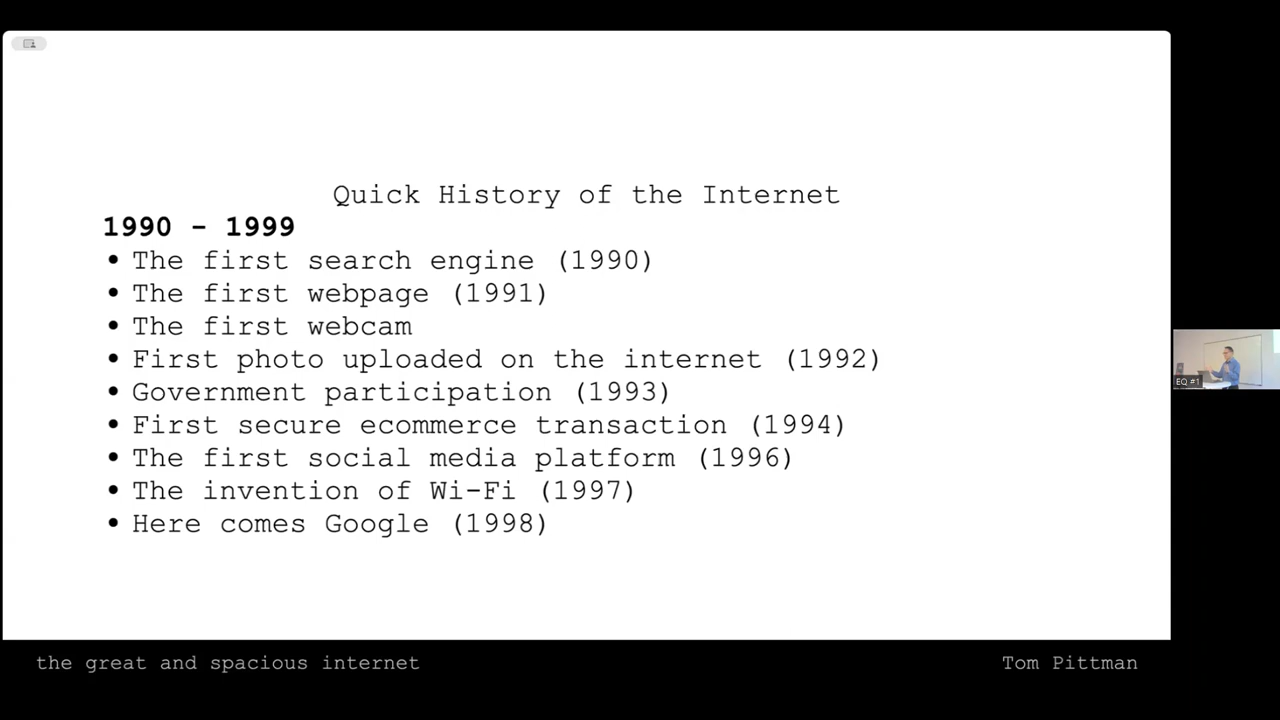 Quick History of the Internet
1990 - 1999
• The first search engine (1990)
• The first webpage (1991)
• The first webcam
• First photo uploaded on the internet (1992)
• Government participation (1993)
• First secure ecommerce transaction (1994)
• The first social media platform (1996)
• The invention of Wi-Fi (1997)
• Here comes Google (1998)
EQ #1
the great and spacious internet
Tom Pittman